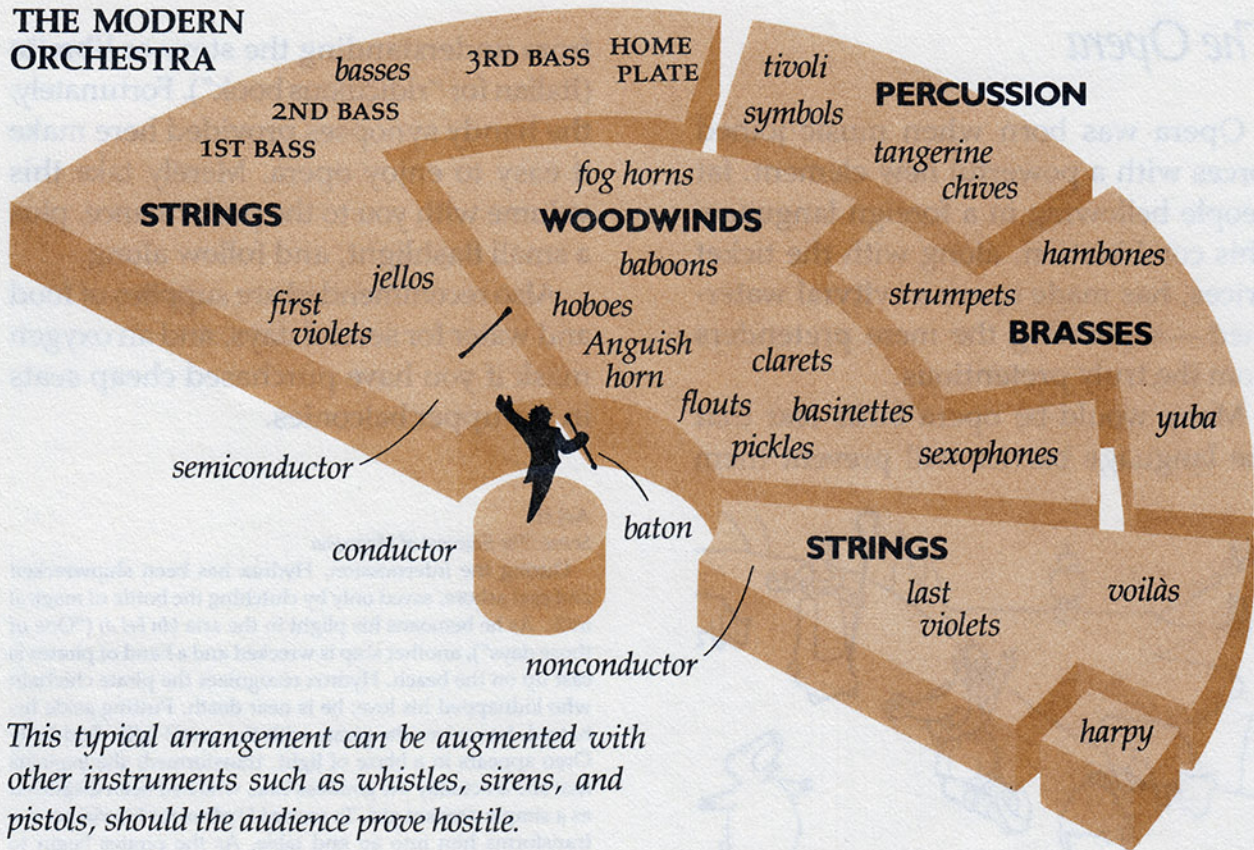 THE MODERN
ORCHESTRA
basses
3RD BASS
HOME
PLATE
2ND BASS
1ST BASS
STRINGS
jellos
first
violets
tivoli
symbols
PERCUSSION
tangerine
chives
fog horns
WOODWINDS
baboons
hoboes
Anguish
horn
clarets
flouts
basinettes
pickles
sexophones
hambones
strumpets
BRASSES
yuba
semiconductor
conductor
baton
STRINGS
last
violets
voilàs
nonconductor
harpy
This typical arrangement can be augmented with
other instruments such as whistles, sirens, and
pistols, should the audience prove hostile.